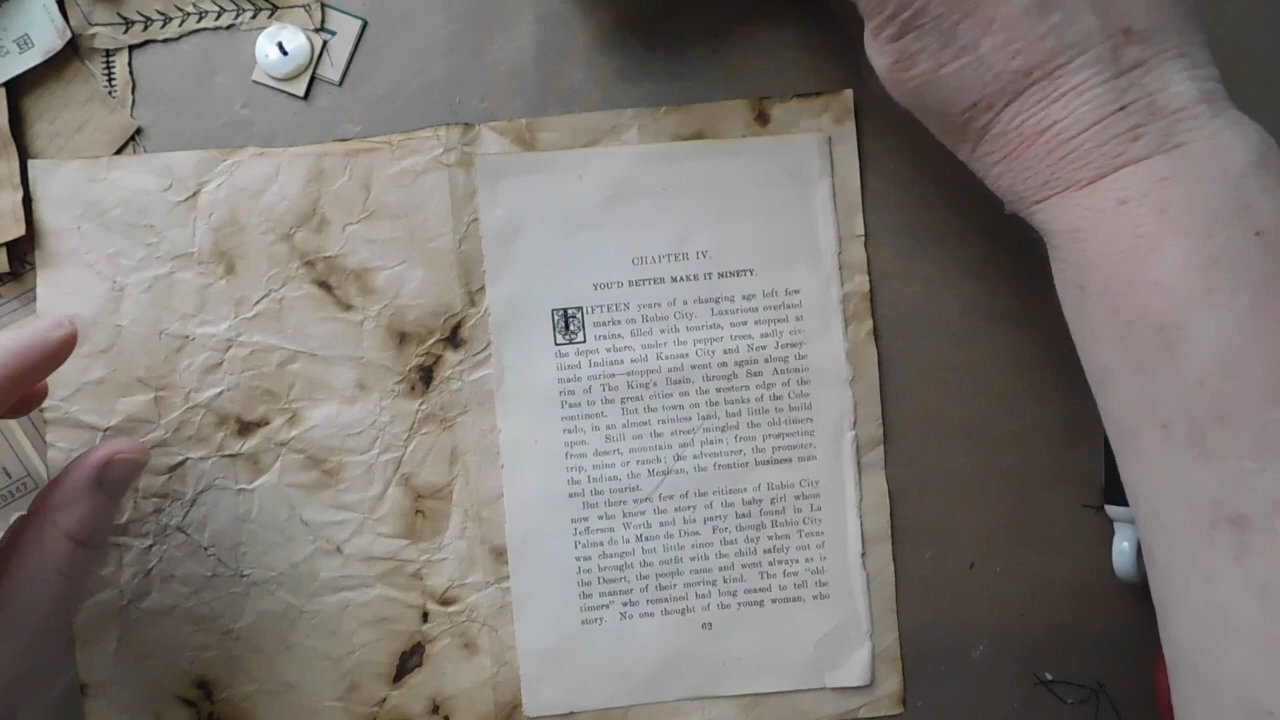 CHAPTER IV.
YOU'D BETTER MAKE IT NINETY.
FIFTEEN years of a changing age left few
marks on Rubio City. Luxurious overland
trains, filled with tourists, now stopped at
the depot where, under the pepper trees, sadly civ-
ilized Indians sold Kansas City and New Jersey-
made curios—stopped and went on again along the
rim of The King's Basin, through San Antonio
Pass to the great cities on the western edge of the
continent. But the town on the banks of the Colo-
rado, in an almost rainless land, had little to build
upon. Still on the street mingled the old-timers
from desert, mountain and plain; from prospecting
trip, mine or ranch; the adventurer, the promoter,
the Indian, the Mexican, the frontier business man
and the tourist.
But there were few of the citizens of Rubio City
now who knew the story of the baby girl whom
Jefferson Worth and his party had found in La
Palma de la Mano de Dios. For, though Rubio City
was changed but little since that day when Texas
Joe brought the outfit with the child safely out of
the Desert, the people came and went always as is
the manner of their moving kind. The few "old-
timers" who remained had long ceased to tell the
story. No one thought of the young woman, who
69
0347